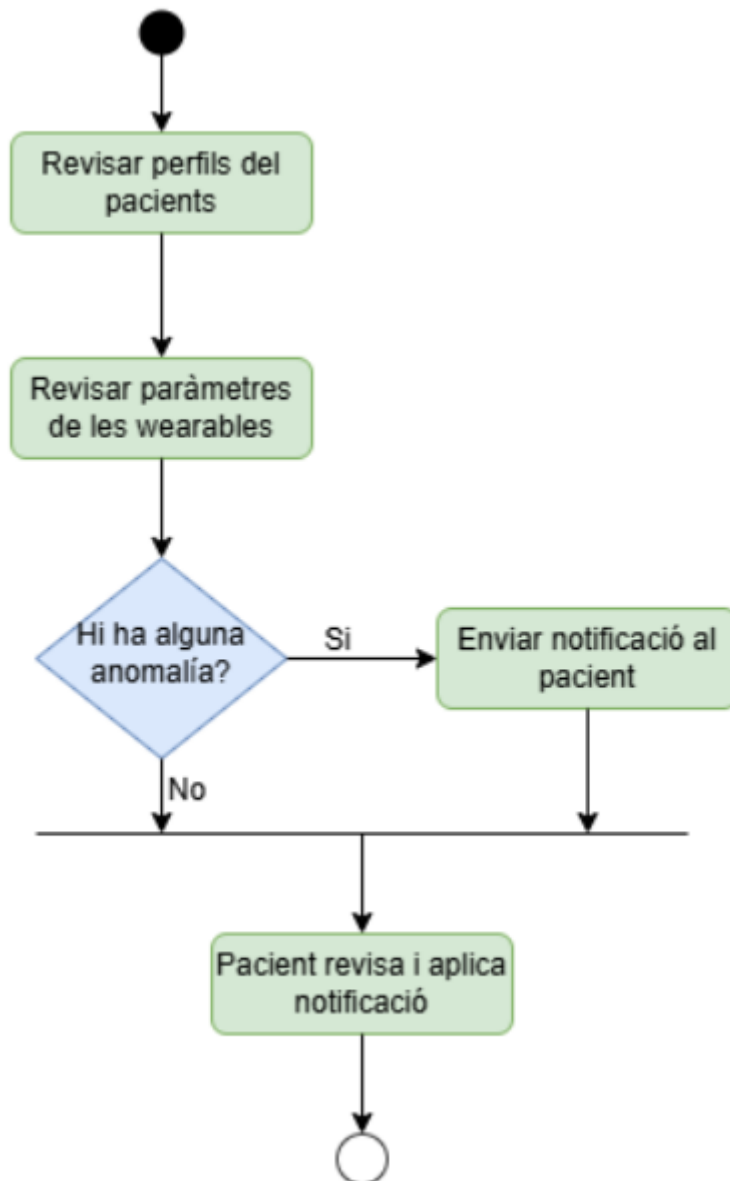 Revisar perfils del
pacients
Revisar paràmetres
de les wearables
Hi ha alguna
anomalía?
Si
Enviar notificació al
pacient
No
Pacient revisa i aplica
notificació